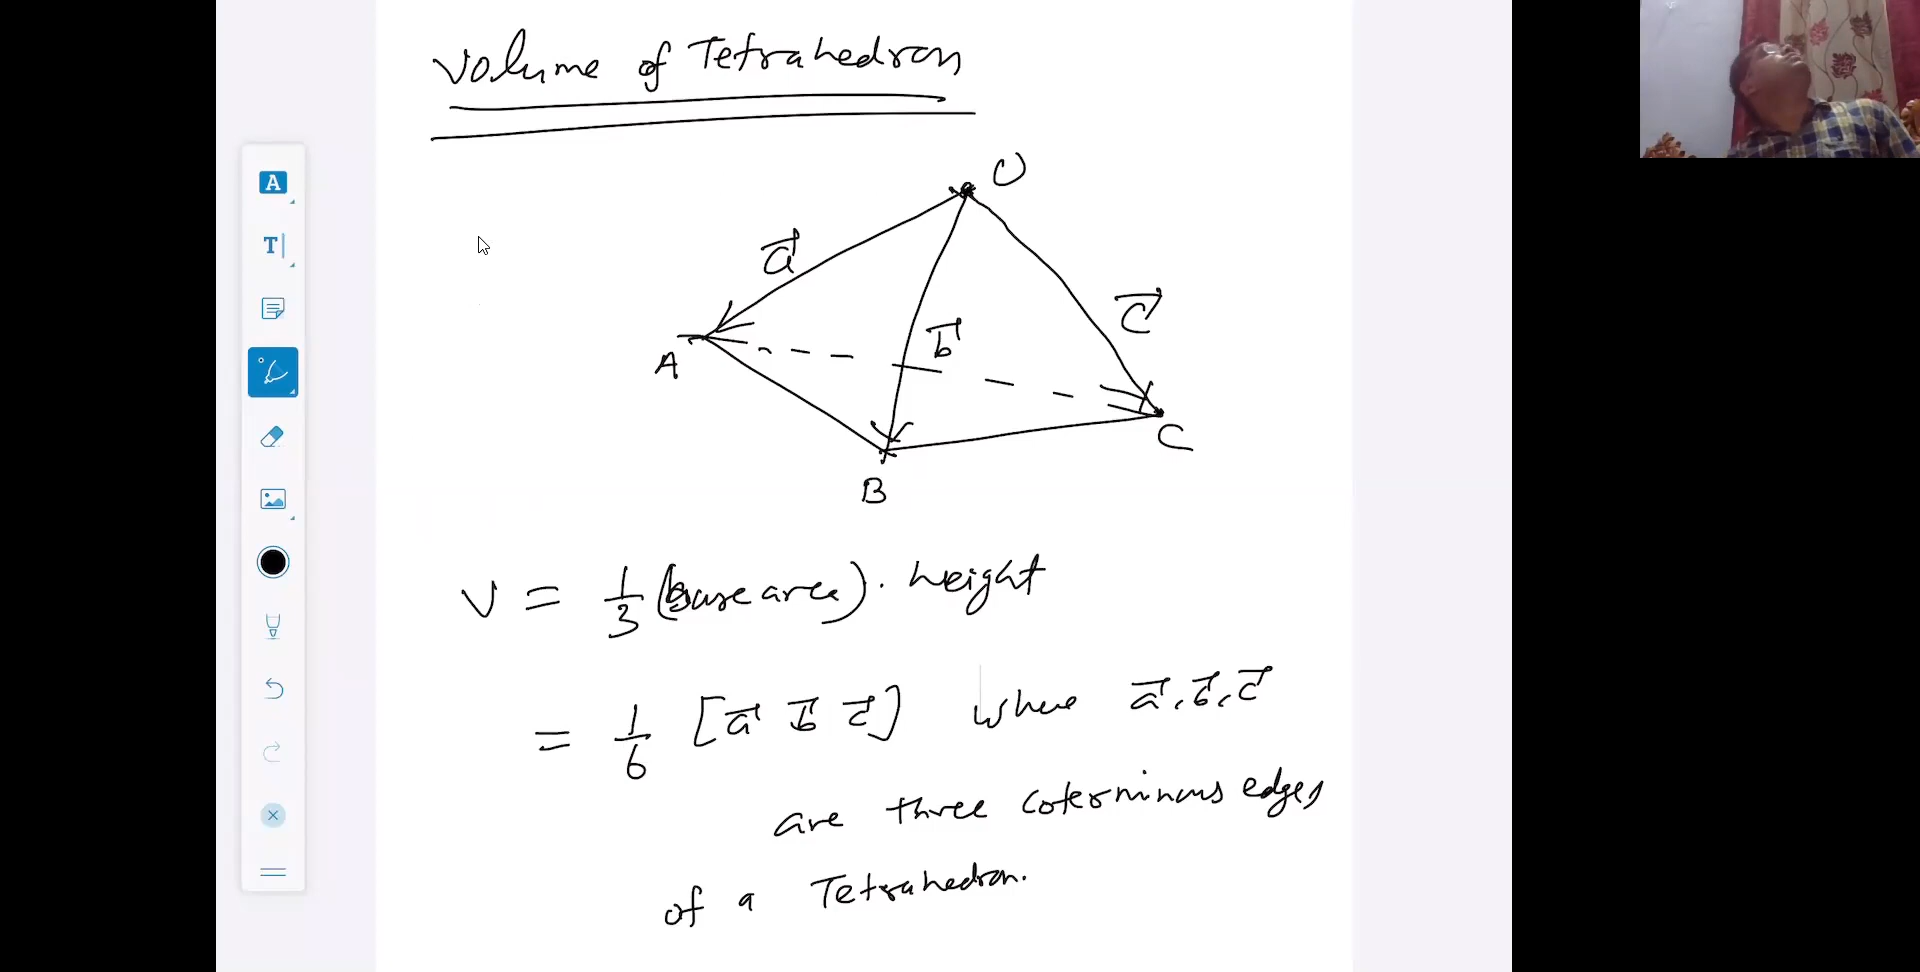 Volume of Tetrahedron
O
a⃗
c⃗
b⃗
A
C
B
V = 1/3 (base area) . height
= 1/6 [a⃗ b⃗ c⃗] where a⃗, b⃗, c⃗
are three coterminous edges
of a Tetrahedron.
A
T